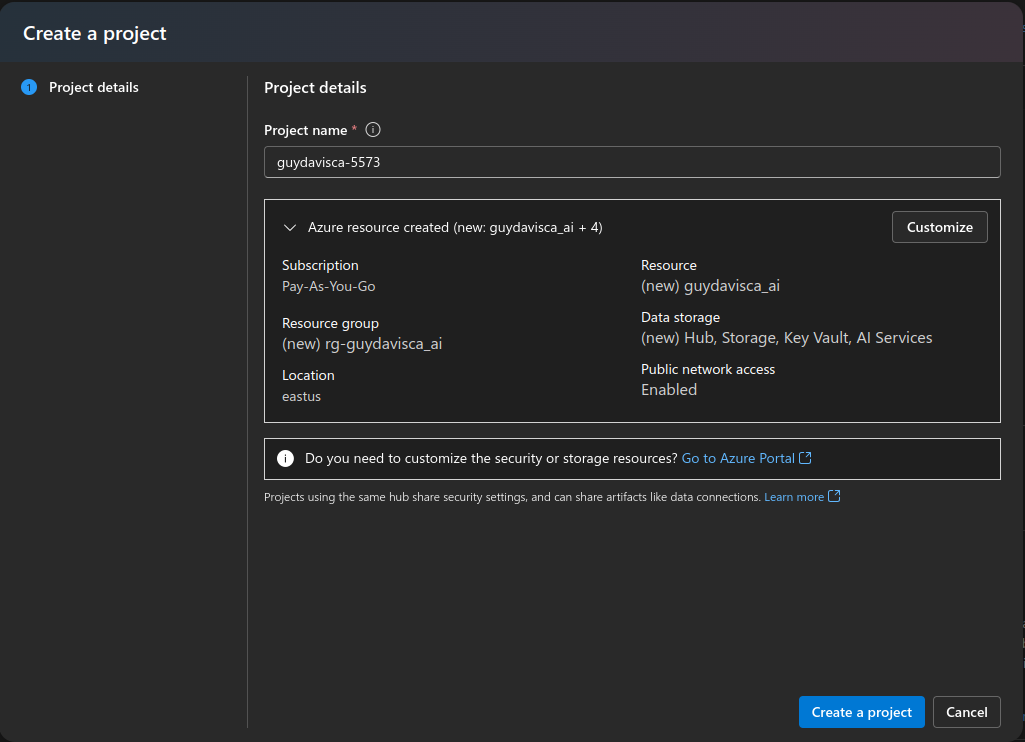 Create a project
1 Project details
Project details
Project name *
guydavisca-5573
Azure resource created (new: guydavisca_ai + 4)
Customize
Subscription
Pay-As-You-Go
Resource group
(new) rg-guydavisca_ai
Location
eastus
Resource
(new) guydavisca_ai
Data storage
(new) Hub, Storage, Key Vault, AI Services
Public network access
Enabled
Do you need to customize the security or storage resources? Go to Azure Portal
Projects using the same hub share security settings, and can share artifacts like data connections. Learn more
Create a project
Cancel